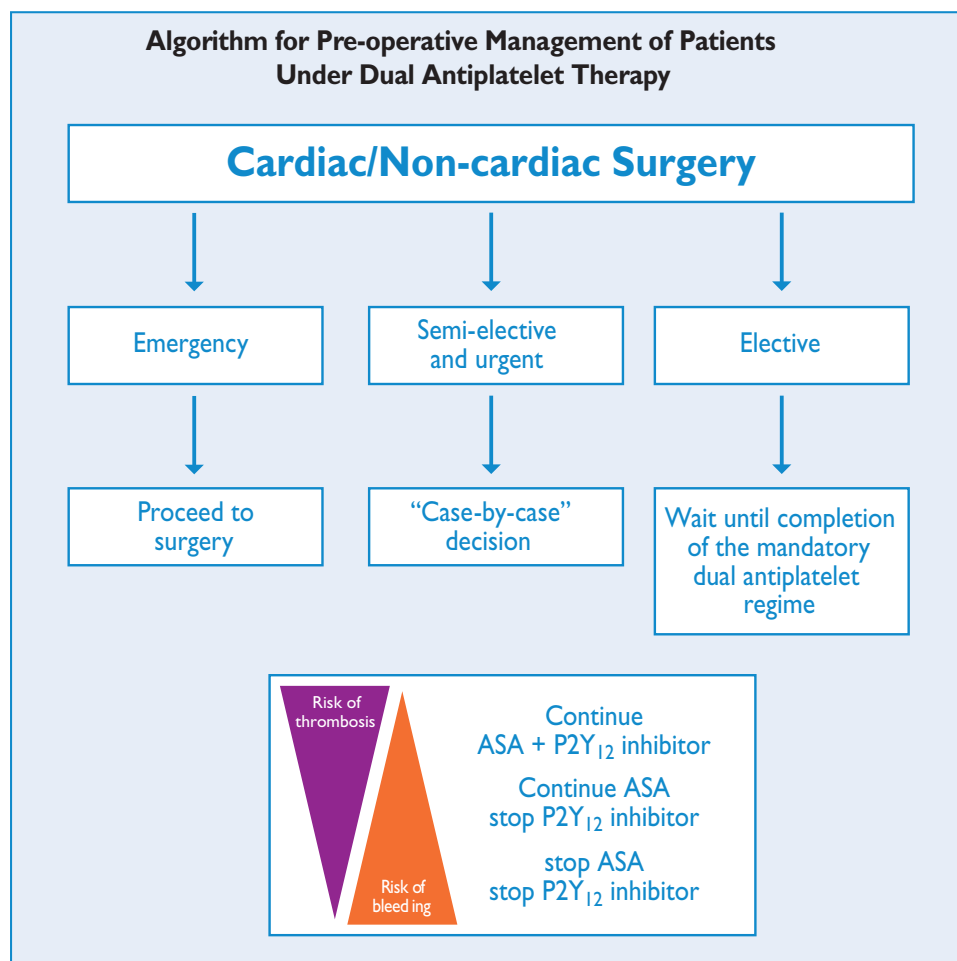 Algorithm for Pre-operative Management of Patients
Under Dual Antiplatelet Therapy
Cardiac/Non-cardiac Surgery
Emergency
Semi-elective
and urgent
Elective
Proceed to
surgery
“Case-by-case”
decision
Wait until completion
of the mandatory
dual antiplatelet
regime
Risk of
thrombosis
Risk of
bleeding
Continue
ASA + P2Y₁₂ inhibitor
Continue ASA
stop P2Y₁₂ inhibitor
stop ASA
stop P2Y₁₂ inhibitor